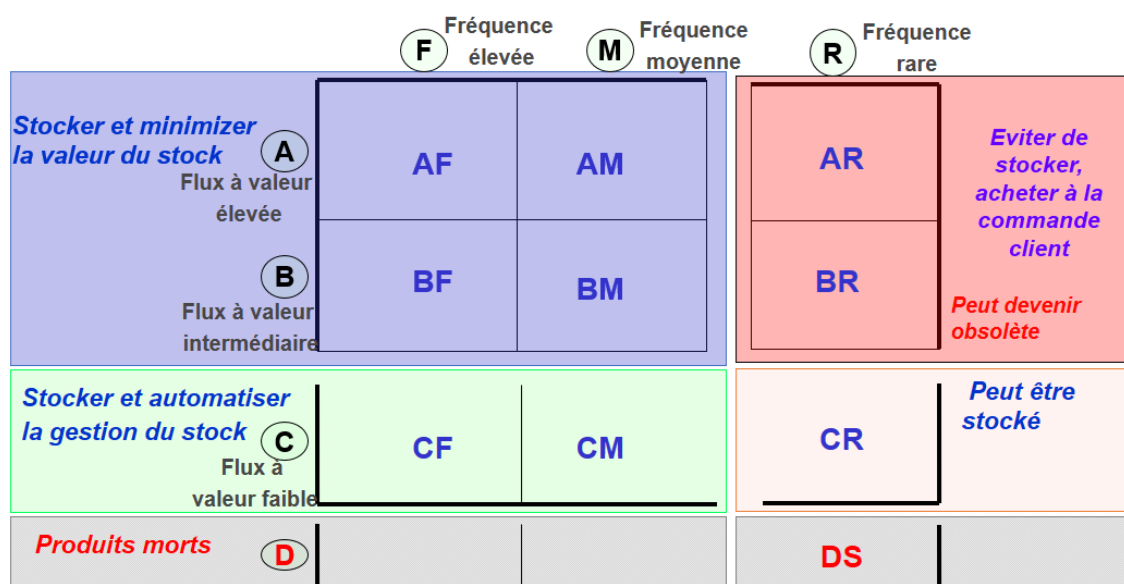 F
Fréquence
élevée
M
Fréquence
moyenne
R
Fréquence
rare
Stocker et minimizer
la valeur du stock
A
Flux à valeur
élevée
AF
AM
AR
Eviter de
stocker,
acheter à la
commande
client
B
Flux à valeur
intermédiaire
BF
BM
BR
Peut devenir
obsolète
Stocker et automatiser
la gestion du stock
C
Flux à
valeur faible
CF
CM
CR
Peut être
stocké
Produits morts
D
DS